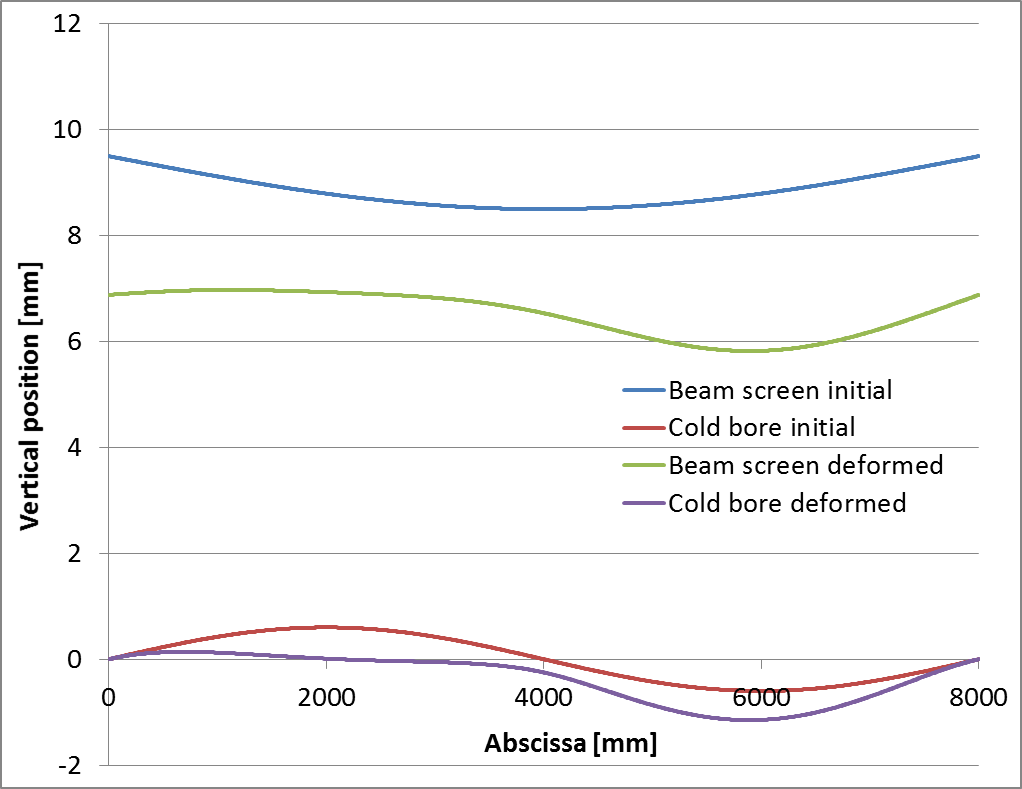 12
10
8
6
4
2
0
-2
Vertical position [mm]
Beam screen initial
Cold bore initial
Beam screen deformed
Cold bore deformed
0 2000 4000 6000 8000
Abscissa [mm]